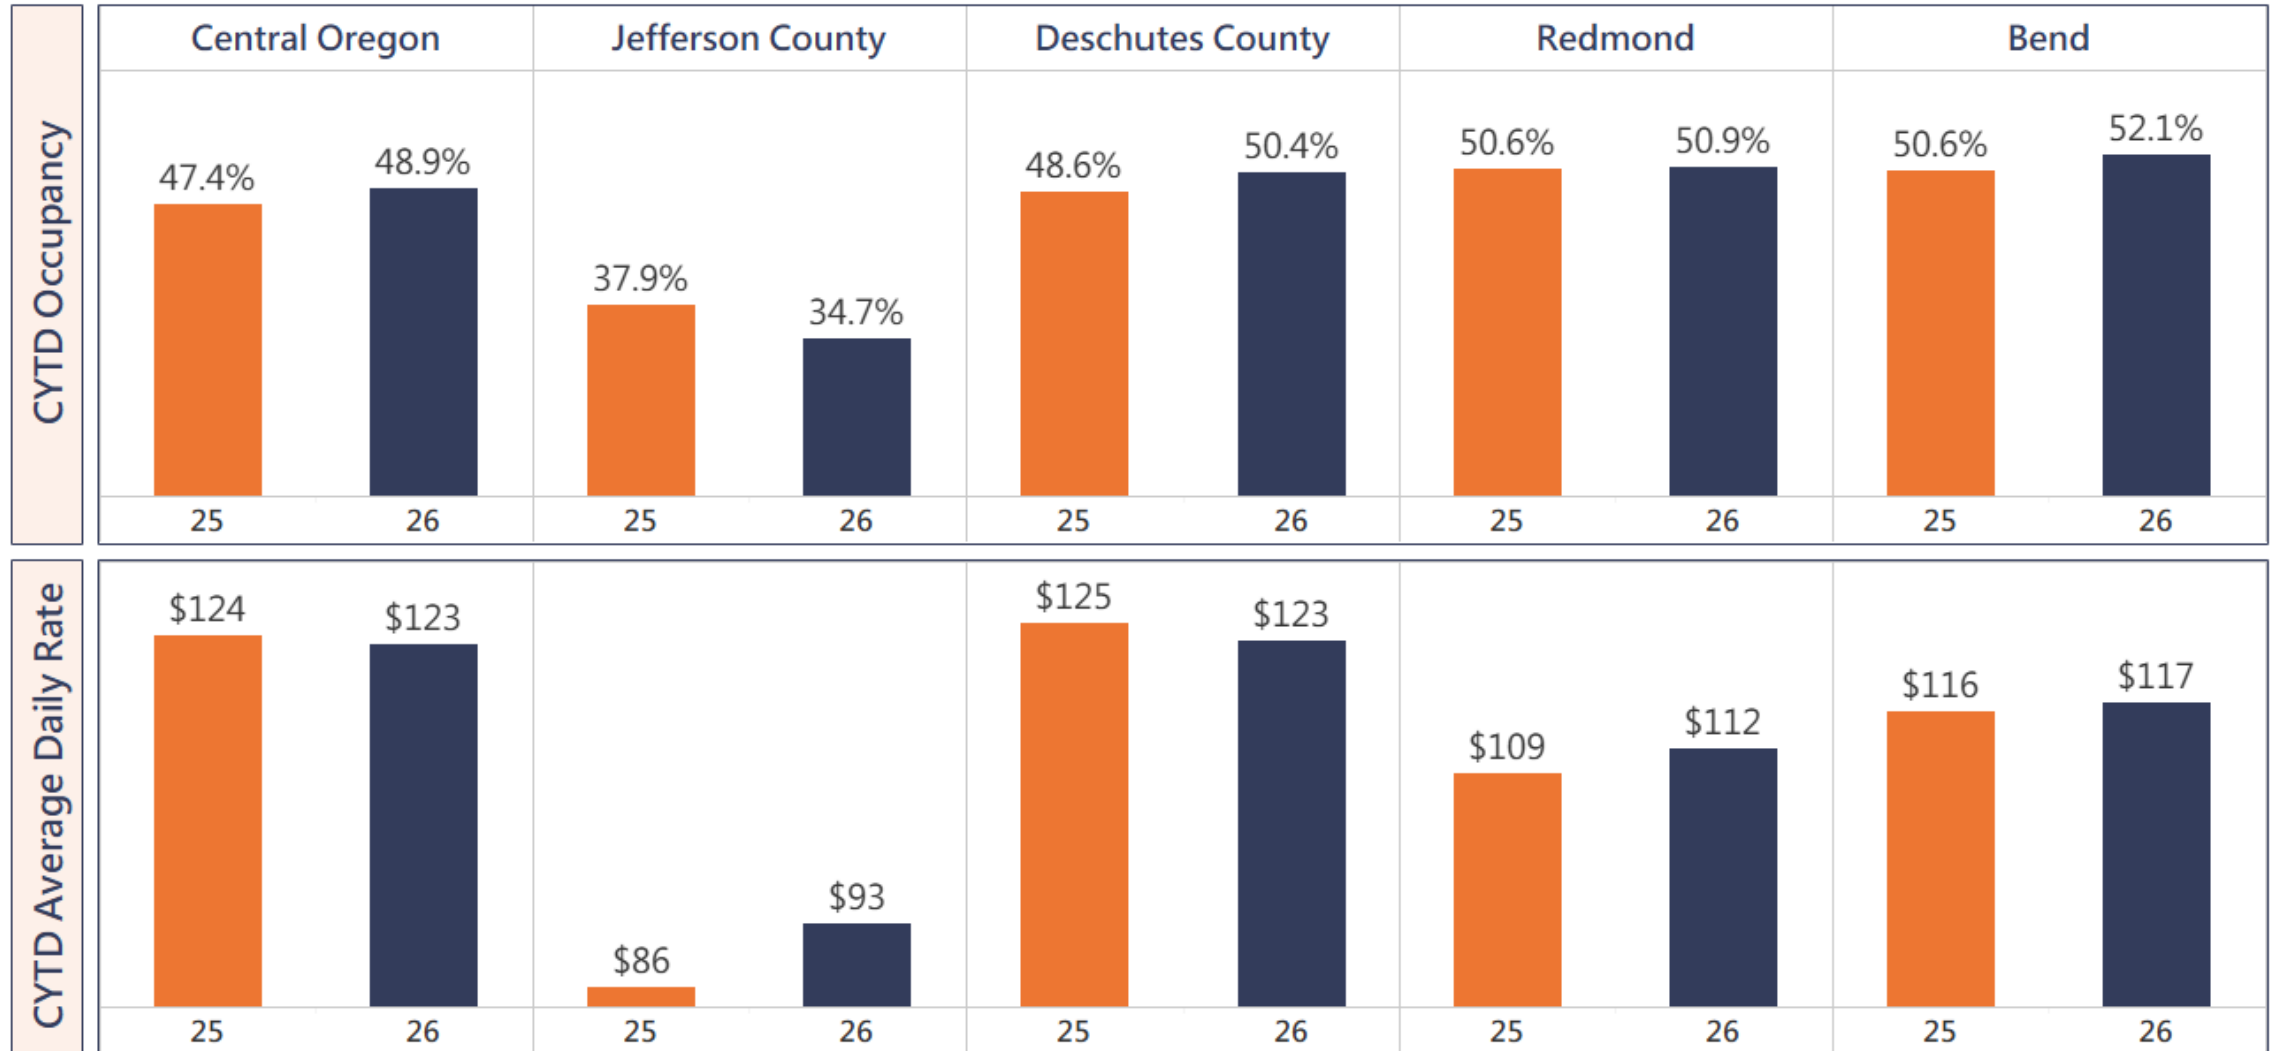 Central Oregon Jefferson County Deschutes County Redmond Bend
CYTD Occupancy
47.4% 48.9% 37.9% 34.7% 48.6% 50.4% 50.6% 50.9% 50.6% 52.1%
25 26 25 26 25 26 25 26 25 26
CYTD Average Daily Rate
$124 $123 $86 $93 $125 $123 $109 $112 $116 $117
25 26 25 26 25 26 25 26 25 26